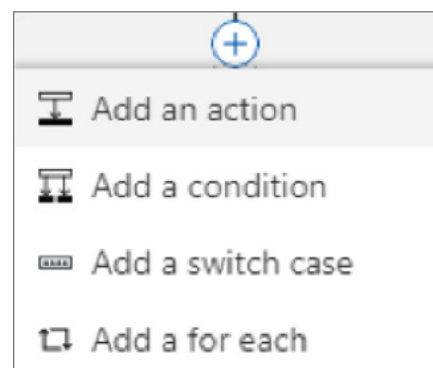 Add an action
Add a condition
Add a switch case
Add a for each